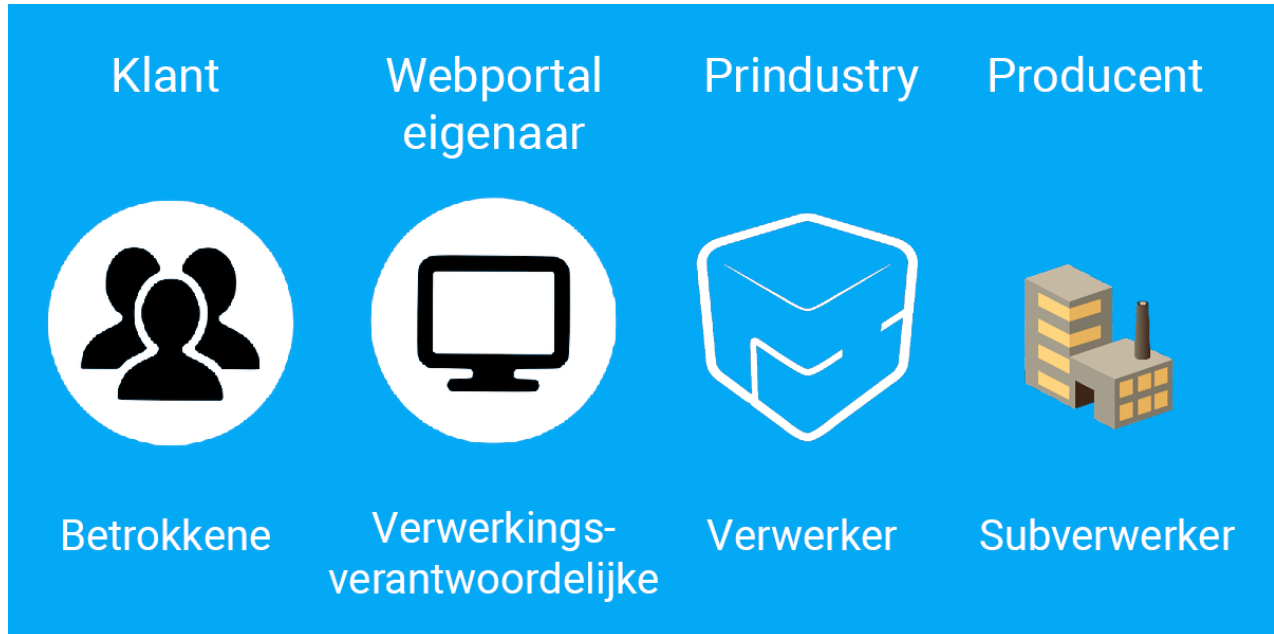 Klant
Webportal
eigenaar
Prindustry
Producent
Betrokkene
Verwerkings-
verantwoordelijke
Verwerker
Subverwerker